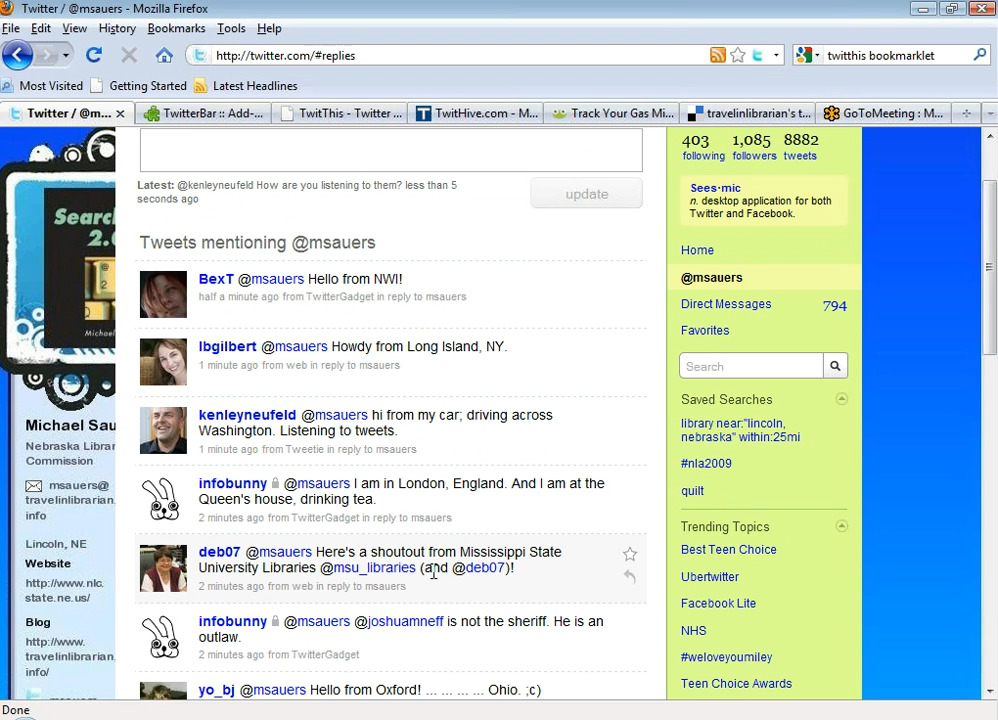 Twitter / @msauers - Mozilla Firefox
File Edit View History Bookmarks Tools Help
http://twitter.com/#replies
twitthis bookmarklet
Most Visited Getting Started Latest Headlines
Twitter / @m...
TwitterBar :: Add-...
TwitThis - Twitter ...
TwitHive.com - M...
Track Your Gas Mi...
travelinlibrarian's t...
GoToMeeting : M...
Latest: @kenleyneufeld How are you listening to them? less than 5
seconds ago
update
Tweets mentioning @msauers
BexT @msauers Hello from NWI!
half a minute ago from TwitterGadget in reply to msauers
lbgilbert @msauers Howdy from Long Island, NY.
1 minute ago from web in reply to msauers
kenleyneufeld @msauers hi from my car; driving across
Washington. Listening to tweets.
1 minute ago from Tweetie in reply to msauers
infobunny @msauers I am in London, England. And I am at the
Queen's house, drinking tea.
2 minutes ago from TwitterGadget in reply to msauers
deb07 @msauers Here's a shoutout from Mississippi State
University Libraries @msu_libraries (and @deb07)!
2 minutes ago from web in reply to msauers
infobunny @msauers @joshuamneff is not the sheriff. He is an
outlaw.
2 minutes ago from TwitterGadget
yo_bj @msauers Hello from Oxford! ... ... ... ... Ohio. ;c)
Search
2.0
Michael
Michael Sau
Nebraska Librar
Commission
msauers@
travelinlibrarian.
info
Lincoln, NE
Website
http://www.nlc.
state.ne.us/
Blog
http://www.
travelinlibrarian.
info/
403 1,085 8882
following followers tweets
Sees·mic
n. desktop application for both
Twitter and Facebook.
Home
@msauers
Direct Messages 794
Favorites
Search
Saved Searches
library near:"lincoln,
nebraska" within:25mi
#nla2009
quilt
Trending Topics
Best Teen Choice
Ubertwitter
Facebook Lite
NHS
#weloveyoumiley
Teen Choice Awards
Done